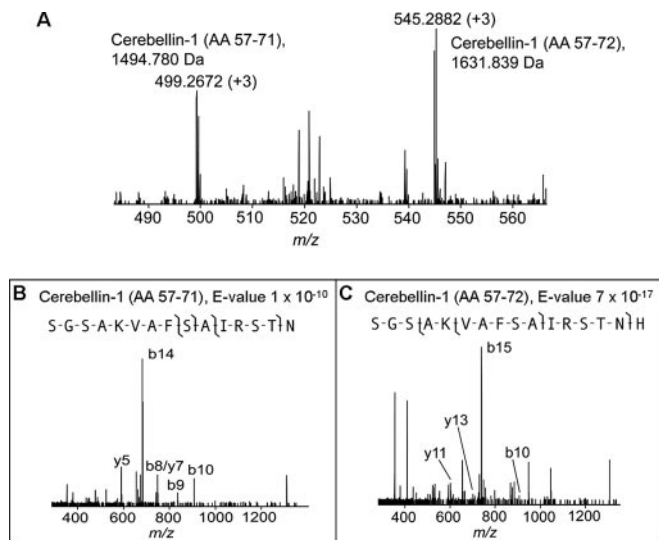 A
Cerebellin-1 (AA 57-71),
1494.780 Da
499.2672 (+3)
545.2882 (+3)
Cerebellin-1 (AA 57-72),
1631.839 Da
490 500 510 520 530 540 550 560
m/z
B Cerebellin-1 (AA 57-71), E-value 1 x 10-10
S-G-S-A-K-V-A-F-S-A-I-R-S-T-N
b14
y5
b8/y7
b9
b10
400 600 800 1000 1200
m/z
C Cerebellin-1 (AA 57-72), E-value 7 x 10-17
S-G-S-A-K-V-A-F-S-A-I-R-S-T-N-H
b15
y13
y11
b10
400 600 800 1000 1200
m/z